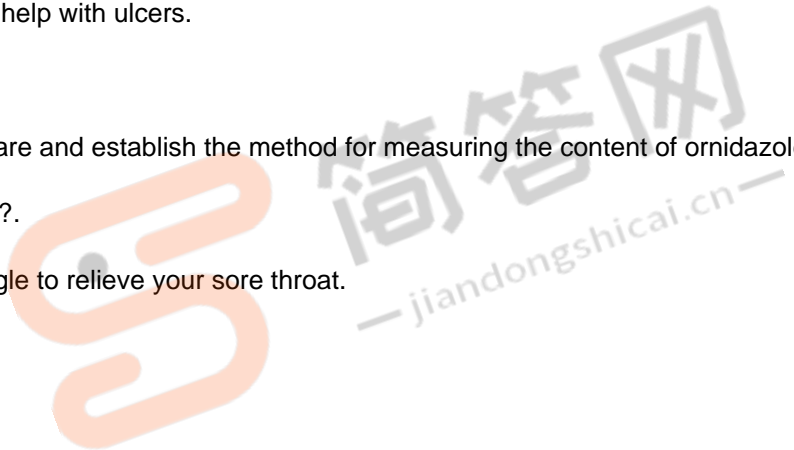 help with ulcers.
are and establish the method for measuring the content of ornidazol
?.
gle to relieve your sore throat.
简答网
jiandongshicai.cn